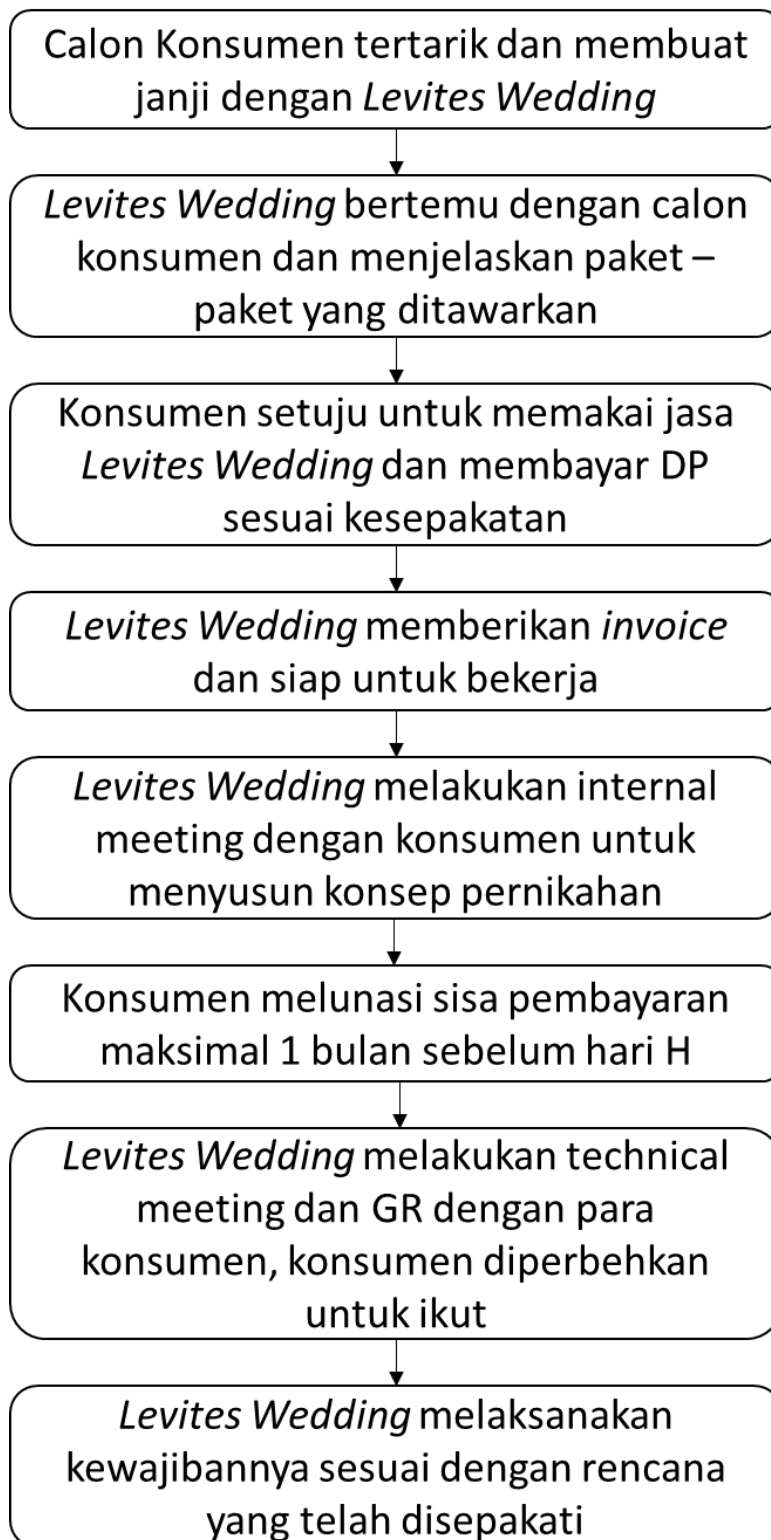 Calon Konsumen tertarik dan membuat
janji dengan Levites Wedding
Levites Wedding bertemu dengan calon
konsumen dan menjelaskan paket –
paket yang ditawarkan
Konsumen setuju untuk memakai jasa
Levites Wedding dan membayar DP
sesuai kesepakatan
Levites Wedding memberikan invoice
dan siap untuk bekerja
Levites Wedding melakukan internal
meeting dengan konsumen untuk
menyusun konsep pernikahan
Konsumen melunasi sisa pembayaran
maksimal 1 bulan sebelum hari H
Levites Wedding melakukan technical
meeting dan GR dengan para
konsumen, konsumen diperbehkan
untuk ikut
Levites Wedding melaksanakan
kewajibannya sesuai dengan rencana
yang telah disepakati